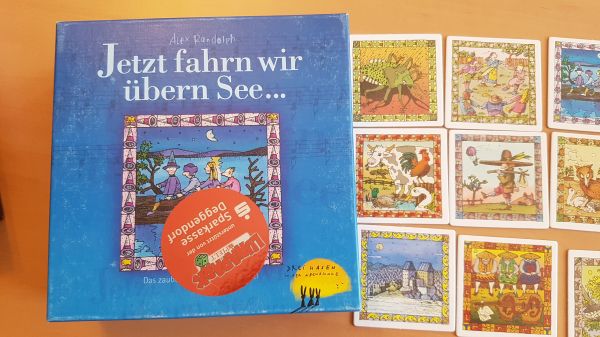 Alex Randolph
Jetzt fahrn wir
übern See...
Sparkasse
Deggendorf
unterstützt von der
Das zaub
DREI HASEN
IN DER ABENDSONNE